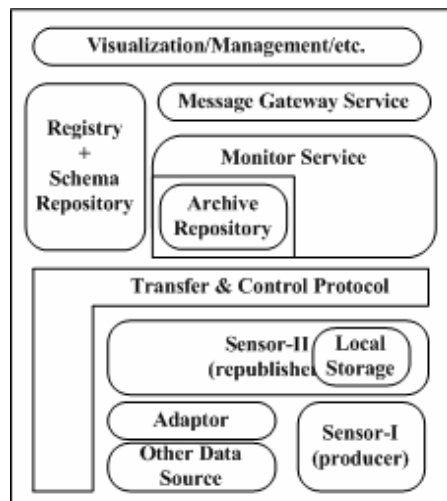 Visualization/Management/etc.
Message Gateway Service
Registry
+
Schema
Repository
Monitor Service
Archive
Repository
Transfer & Control Protocol
Sensor-II
(republisher
Local
Storage
Adaptor
Other Data
Source
Sensor-I
(producer)